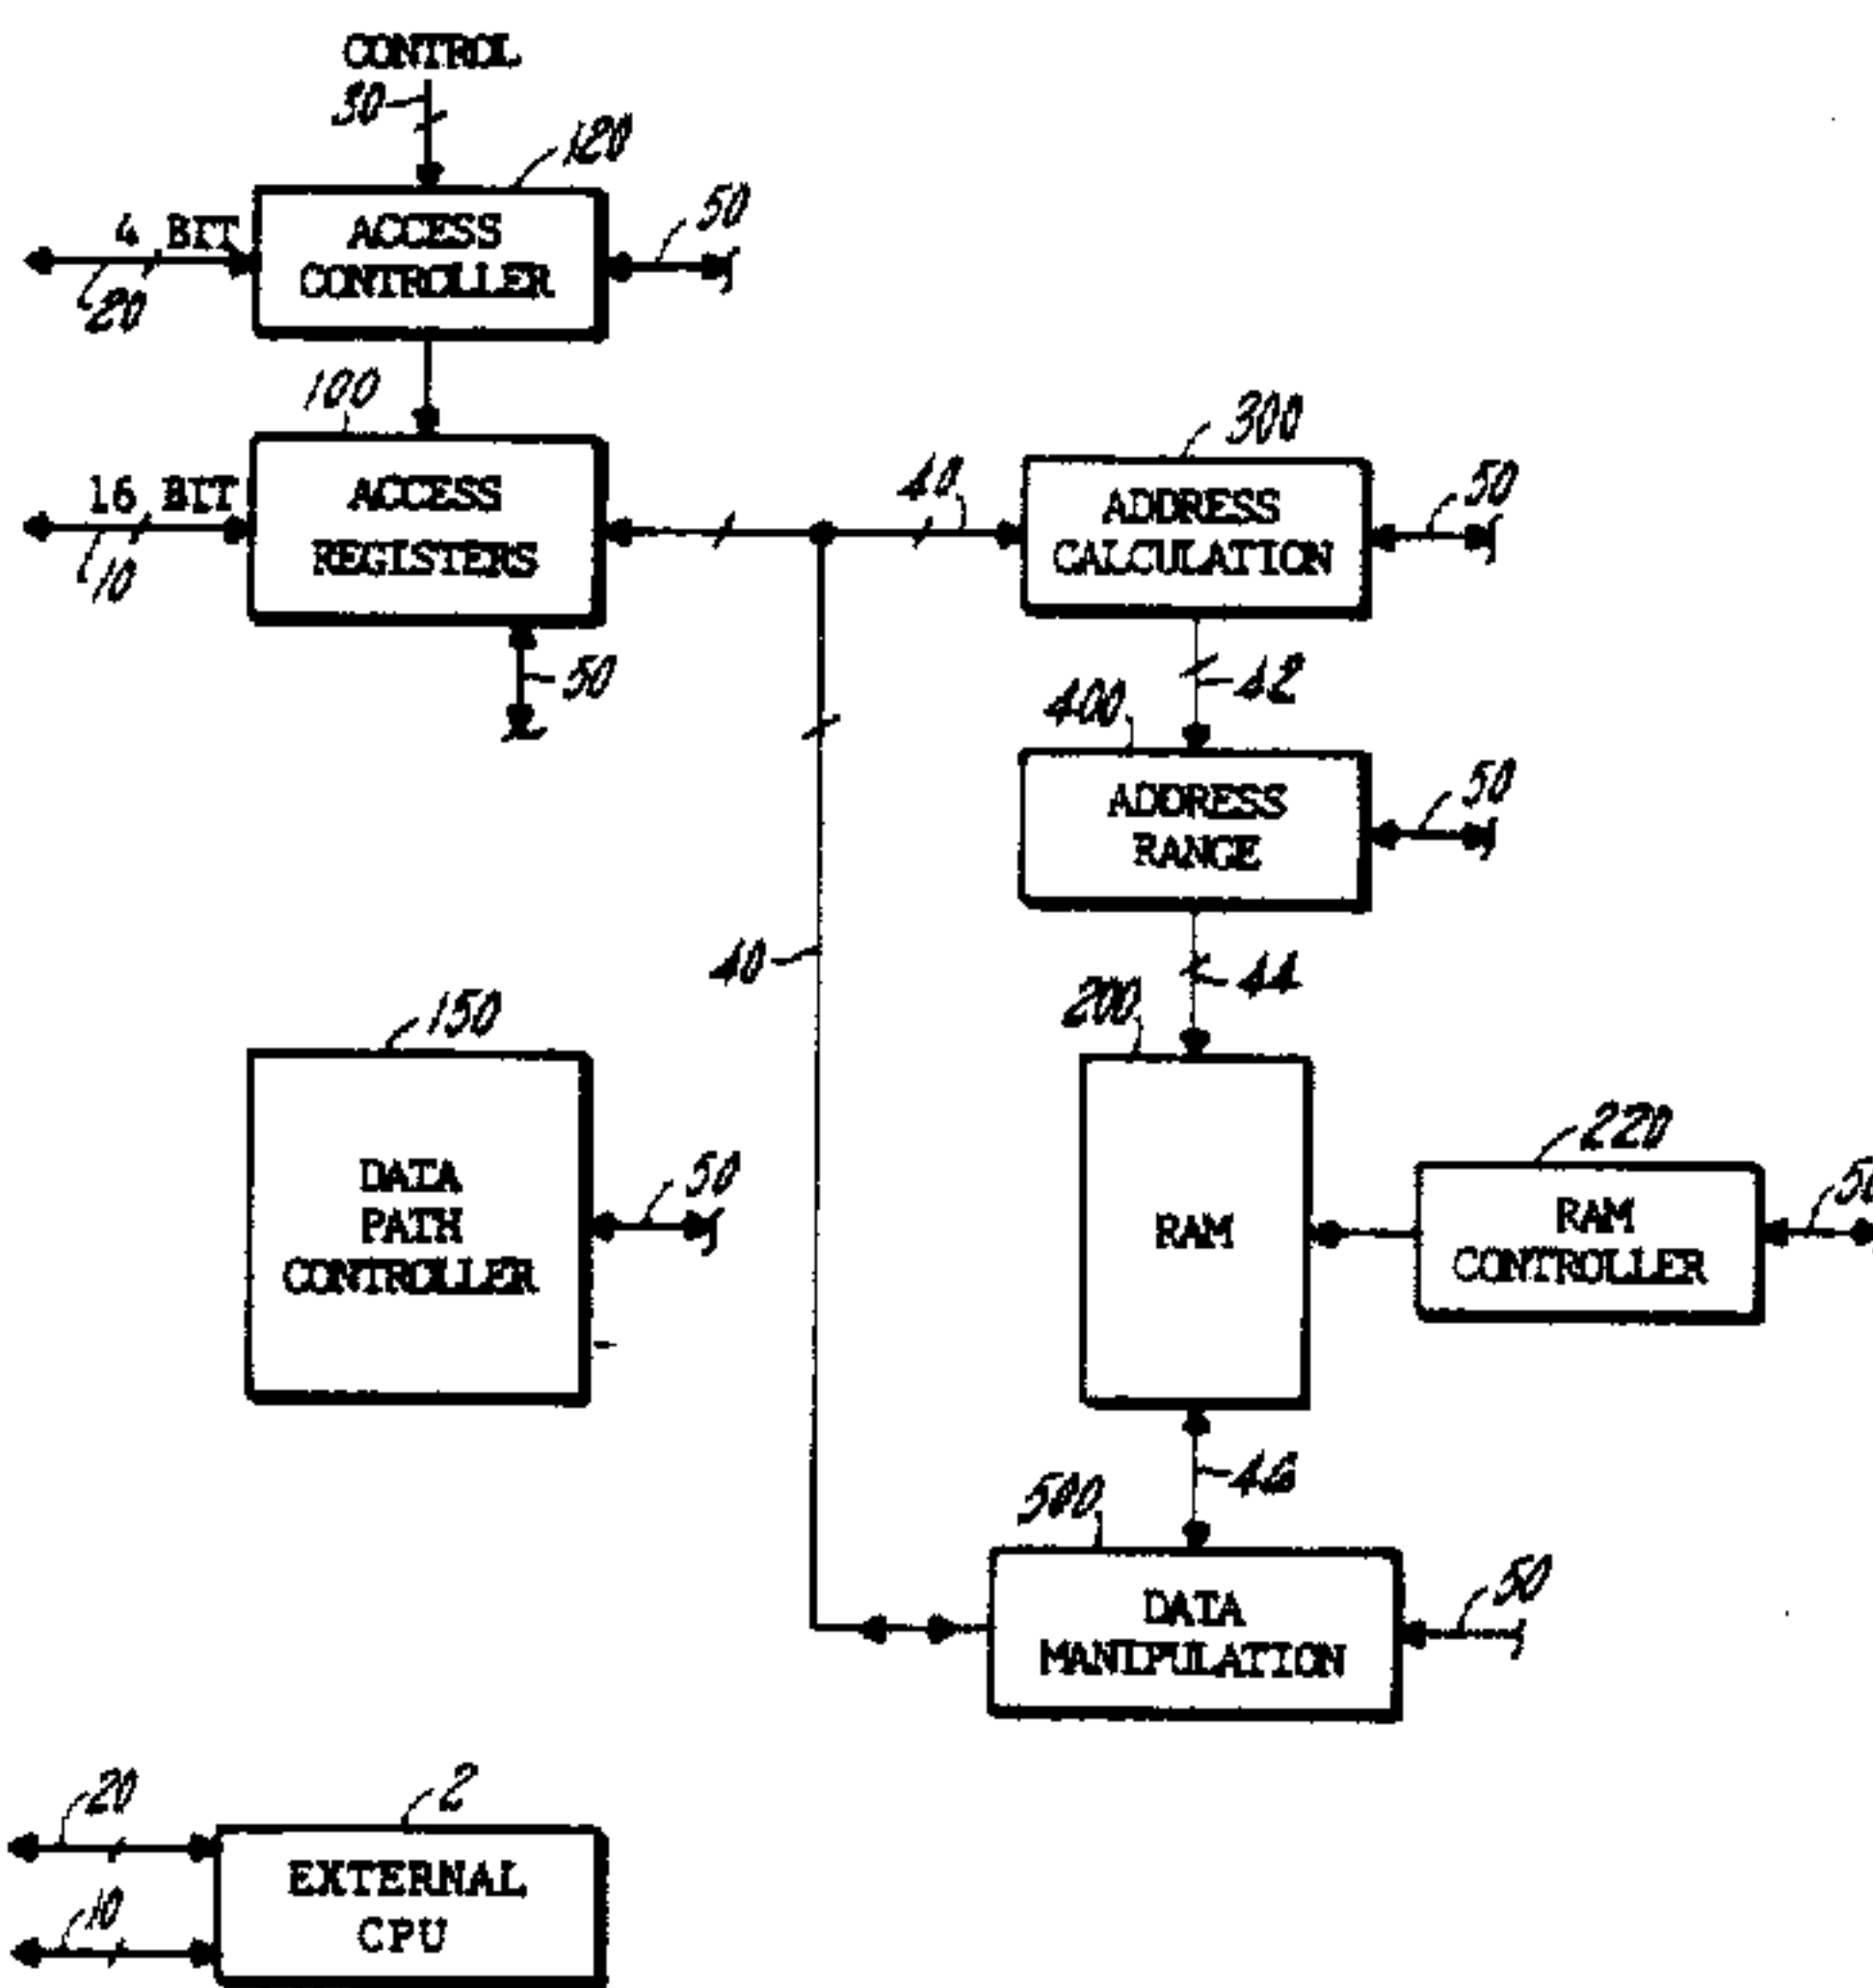 CONTROL
30
120
4 BIT
ACCESS
CONTROLLER
50
20
100
300
16 BIT
ACCESS
REGISTERS
40
ADDRESS
CALCULATION
50
10
50
42
400
ADDRESS
RANGE
50
40
44
200
150
220
DATA
PATH
CONTROLLER
50
RAM
RAM
CONTROLLER
50
46
500
DATA
MANIPULATION
50
20
2
10
EXTERNAL
CPU